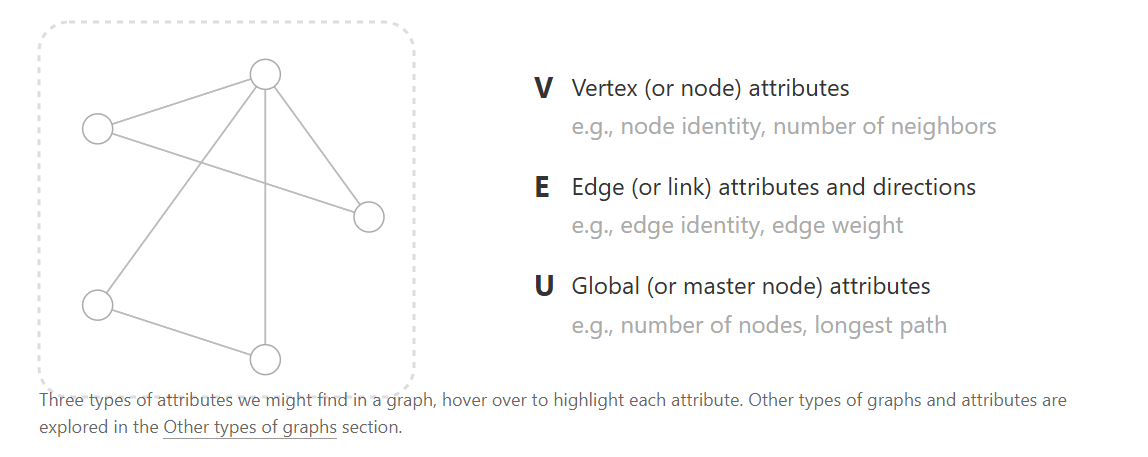 V Vertex (or node) attributes
e.g., node identity, number of neighbors
E Edge (or link) attributes and directions
e.g., edge identity, edge weight
U Global (or master node) attributes
e.g., number of nodes, longest path
Three types of attributes we might find in a graph, hover over to highlight each attribute. Other types of graphs and attributes are
explored in the Other types of graphs section.